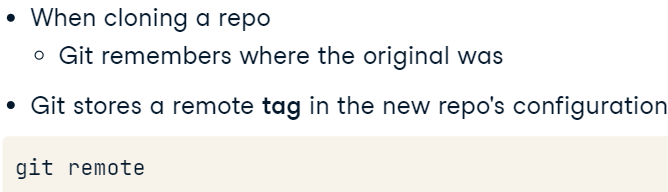 • When cloning a repo
◦ Git remembers where the original was
• Git stores a remote tag in the new repo's configuration
git remote